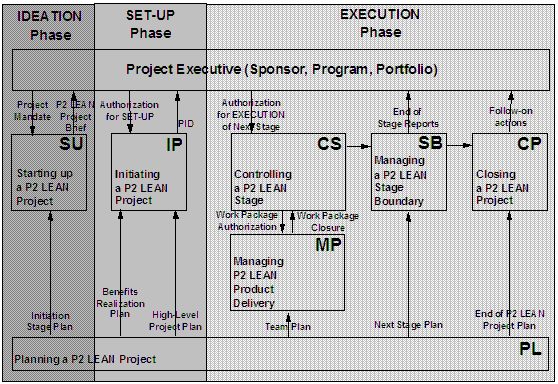 IDEATION
Phase
SET-UP
Phase
EXECUTION
Phase
Project Executive (Sponsor, Program, Portfolio)
Project
Mandate
P2 LEAN
Project
Brief
Authorization
for SET-UP
PID
Authorization
for EXECUTION
of Next Stage
End of
Stage Reports
Follow-on
actions
SU
Starting up
a P2 LEAN
Project
IP
Initiating
a P2 LEAN
Project
CS
Controlling
a P2 LEAN
Stage
SB
Managing
a P2 LEAN
Stage
Boundary
CP
Closing
a P2 LEAN
Project
Work Package
Authorization
Work Package
Closure
MP
Managing
P2 LEAN
Product
Delivery
Initiation
Stage Plan
Benefits
Realization
Plan
High-Level
Project Plan
Team Plan
Next Stage Plan
End of P2 LEAN
Project Plan
Planning a P2 LEAN Project
PL